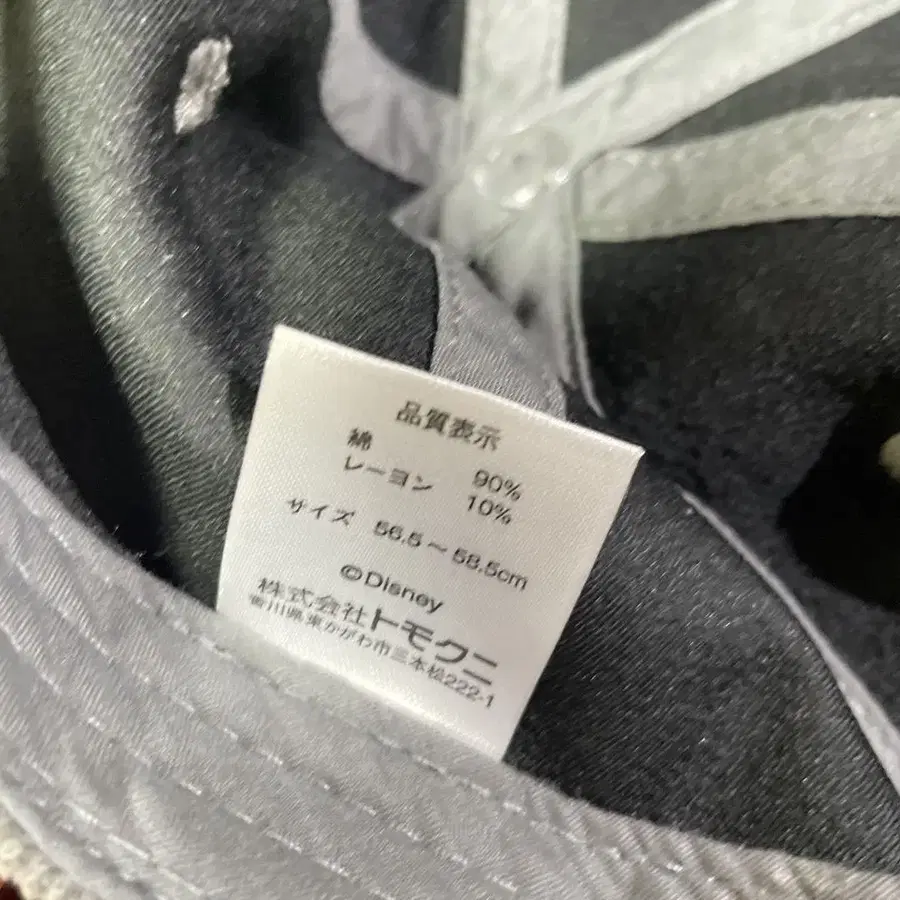 品質表示
綿 90%
レーヨン 10%
サイズ 56.5～58.5cm
©Disney
株式会社トモクニ
香川県東かがわ市三本松222-1